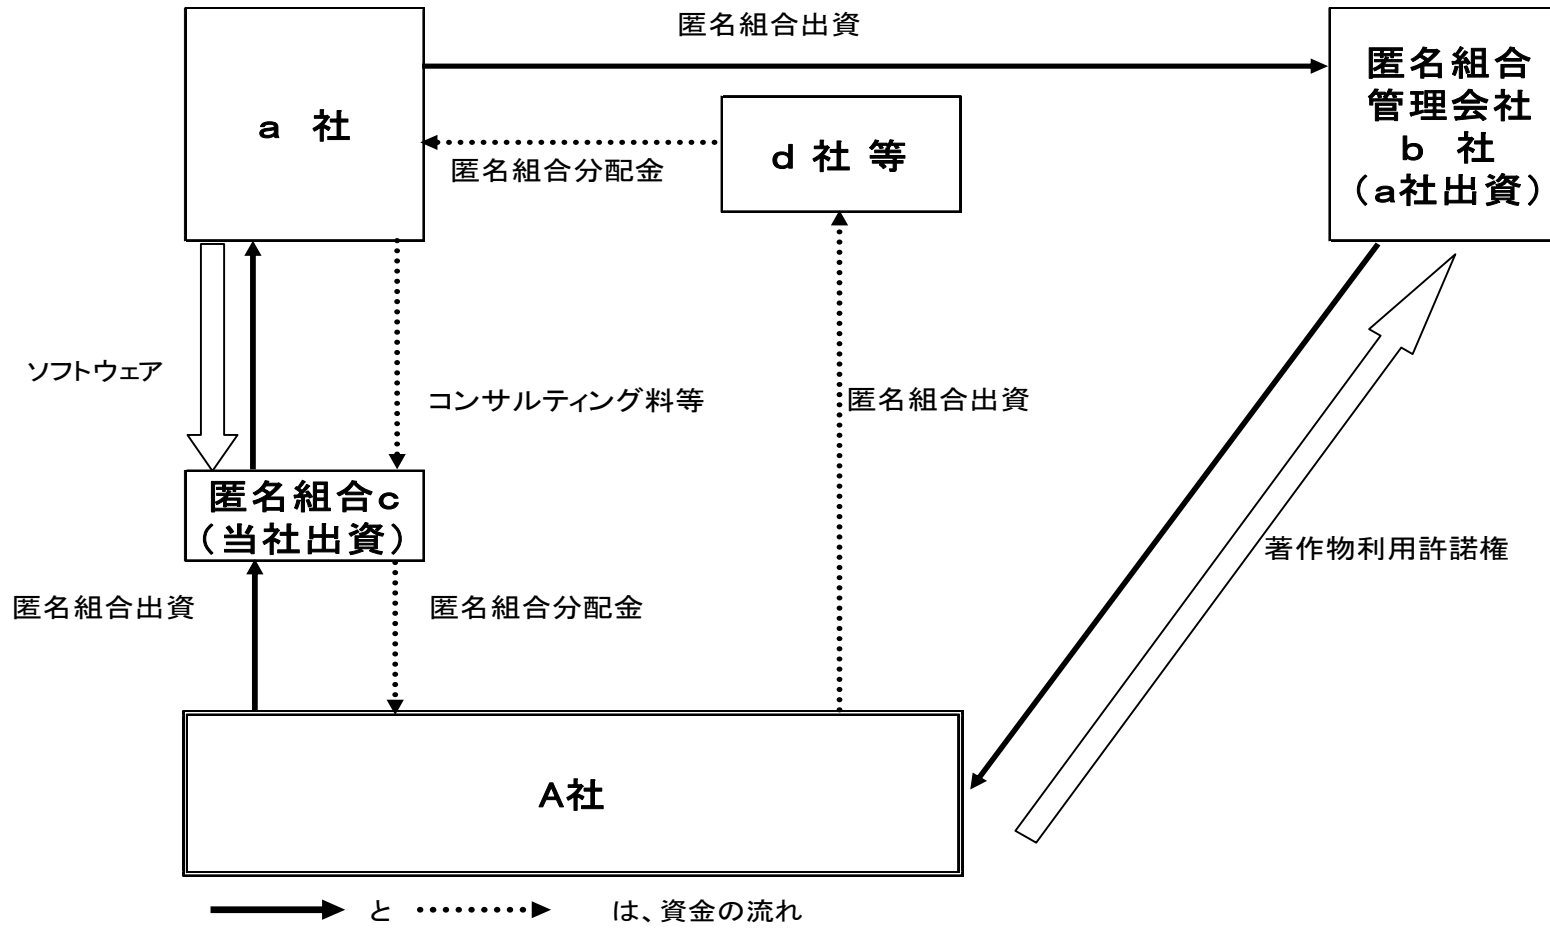 匿名組合出資
a 社
匿名組合
管理会社
b 社
（a社出資）
d 社 等
匿名組合分配金
ソフトウェア
コンサルティング料等
匿名組合出資
匿名組合c
（当社出資）
著作物利用許諾権
匿名組合出資
匿名組合分配金
A社
と は、資金の流れ